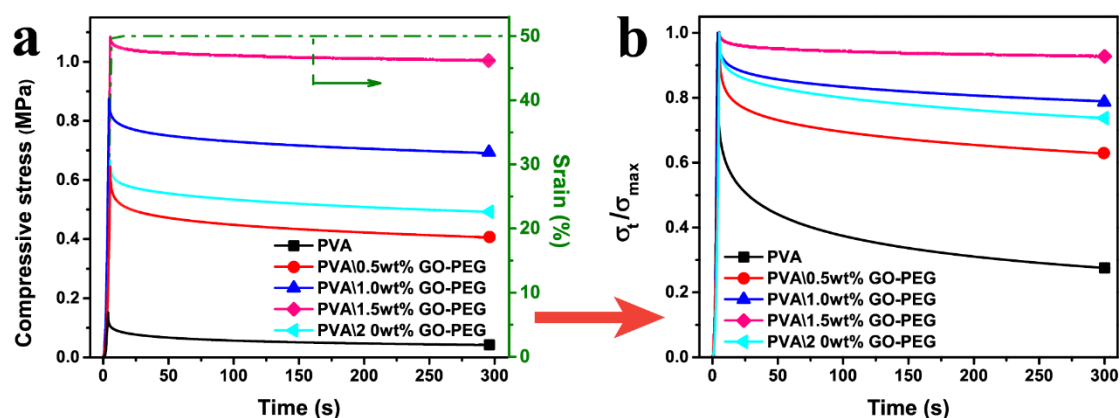 a
Compressive stress (MPa)
1.0
0.8
0.6
0.4
0.2
0.0
50
40
30
20
10
0
Srain (%)
PVA
PVA\0.5wt% GO-PEG
PVA\1.0wt% GO-PEG
PVA\1.5wt% GO-PEG
PVA\2 0wt% GO-PEG
0 50 100 150 200 250 300
Time (s)
b
σt/σmax
1.0
0.8
0.6
0.4
0.2
0.0
PVA
PVA\0.5wt% GO-PEG
PVA\1.0wt% GO-PEG
PVA\1.5wt% GO-PEG
PVA\2 0wt% GO-PEG
0 50 100 150 200 250 300
Time (s)